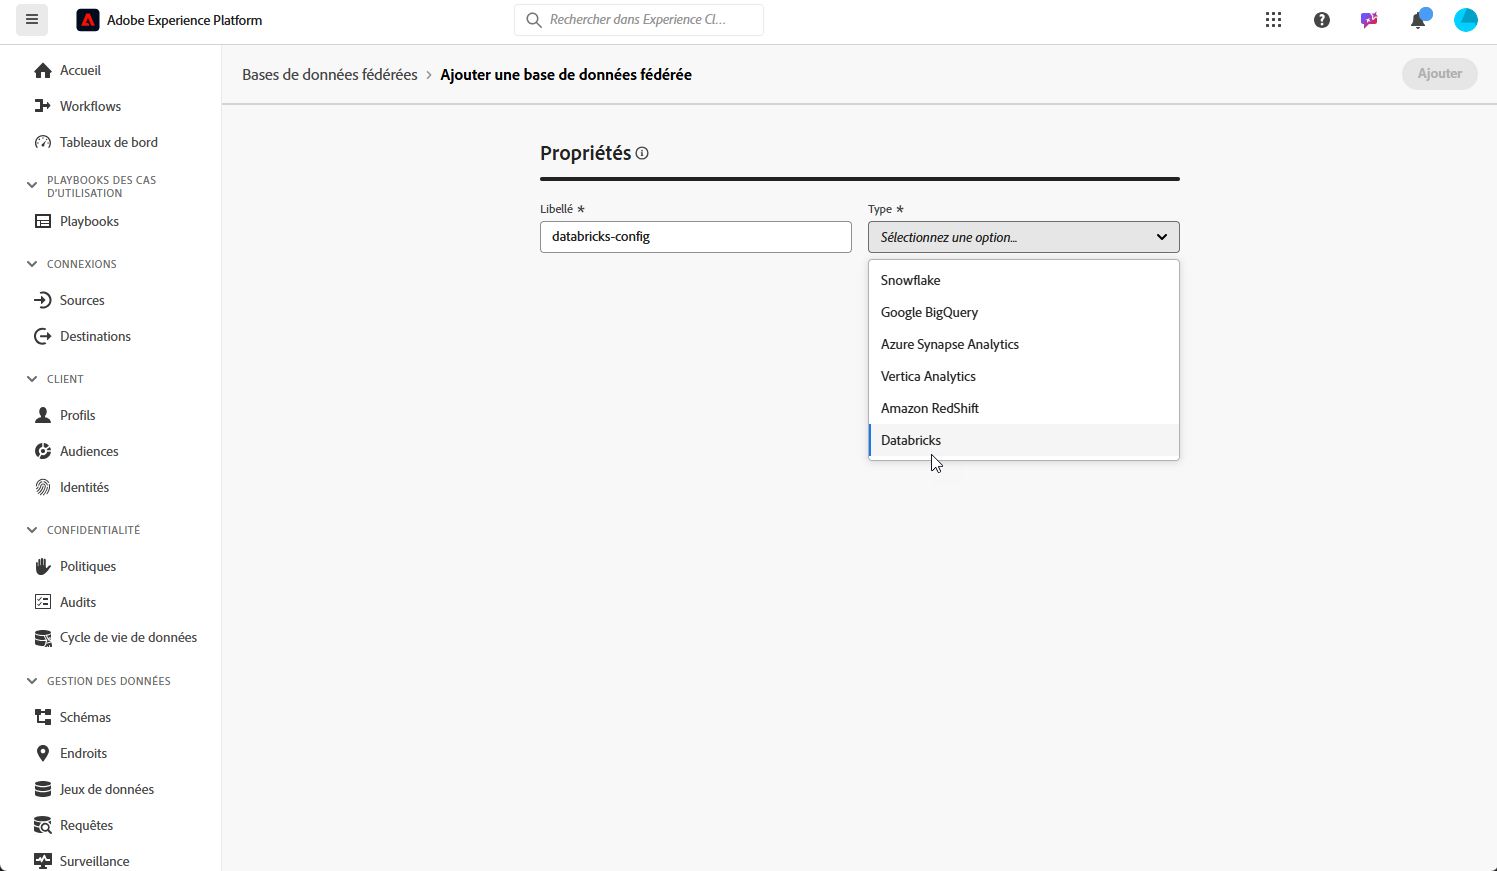 Adobe Experience Platform
Rechercher dans Experience Cl...
Accueil
Workflows
Tableaux de bord
PLAYBOOKS DES CAS
D'UTILISATION
Playbooks
CONNEXIONS
Sources
Destinations
CLIENT
Profils
Audiences
Identités
CONFIDENTIALITÉ
Politiques
Audits
Cycle de vie de données
GESTION DES DONNÉES
Schémas
Endroits
Jeux de données
Requêtes
Surveillance
Bases de données fédérées > Ajouter une base de données fédérée
Ajouter
Propriétés
Libellé *
databricks-config
Type *
Sélectionnez une option...
Snowflake
Google BigQuery
Azure Synapse Analytics
Vertica Analytics
Amazon RedShift
Databricks